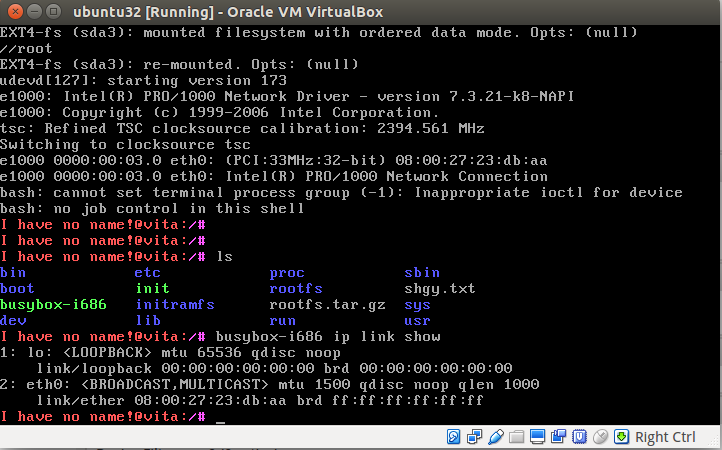 ubuntu32 [Running] - Oracle VM VirtualBox
EXT4-fs (sda3): mounted filesystem with ordered data mode. Opts: (null)
//root
EXT4-fs (sda3): re-mounted. Opts: (null)
udevd[127]: starting version 173
e1000: Intel(R) PRO/1000 Network Driver - version 7.3.21-k8-NAPI
e1000: Copyright (c) 1999-2006 Intel Corporation.
tsc: Refined TSC clocksource calibration: 2394.561 MHz
Switching to clocksource tsc
e1000 0000:00:03.0 eth0: (PCI:33MHz:32-bit) 08:00:27:23:db:aa
e1000 0000:00:03.0 eth0: Intel(R) PRO/1000 Network Connection
bash: cannot set terminal process group (-1): Inappropriate ioctl for device
bash: no job control in this shell
I have no name!@vita:/#
I have no name!@vita:/#
I have no name!@vita:/# ls
bin etc proc sbin
boot init rootfs shgy.txt
busybox-i686 initramfs rootfs.tar.gz sys
dev lib run usr
I have no name!@vita:/# busybox-i686 ip link show
1: lo: <LOOPBACK> mtu 65536 qdisc noop
link/loopback 00:00:00:00:00:00 brd 00:00:00:00:00:00
2: eth0: <BROADCAST,MULTICAST> mtu 1500 qdisc noop qlen 1000
link/ether 08:00:27:23:db:aa brd ff:ff:ff:ff:ff:ff
I have no name!@vita:/# _
Right Ctrl